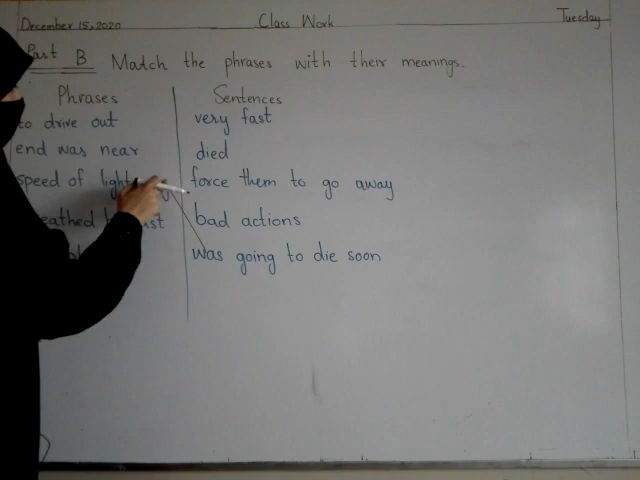 December 15, 2020 Class Work Tuesday
Part B Match the phrases with their meanings.
Phrases Sentences
to drive out very fast
end was near died
speed of force them to go away
bad actions
was going to die soon